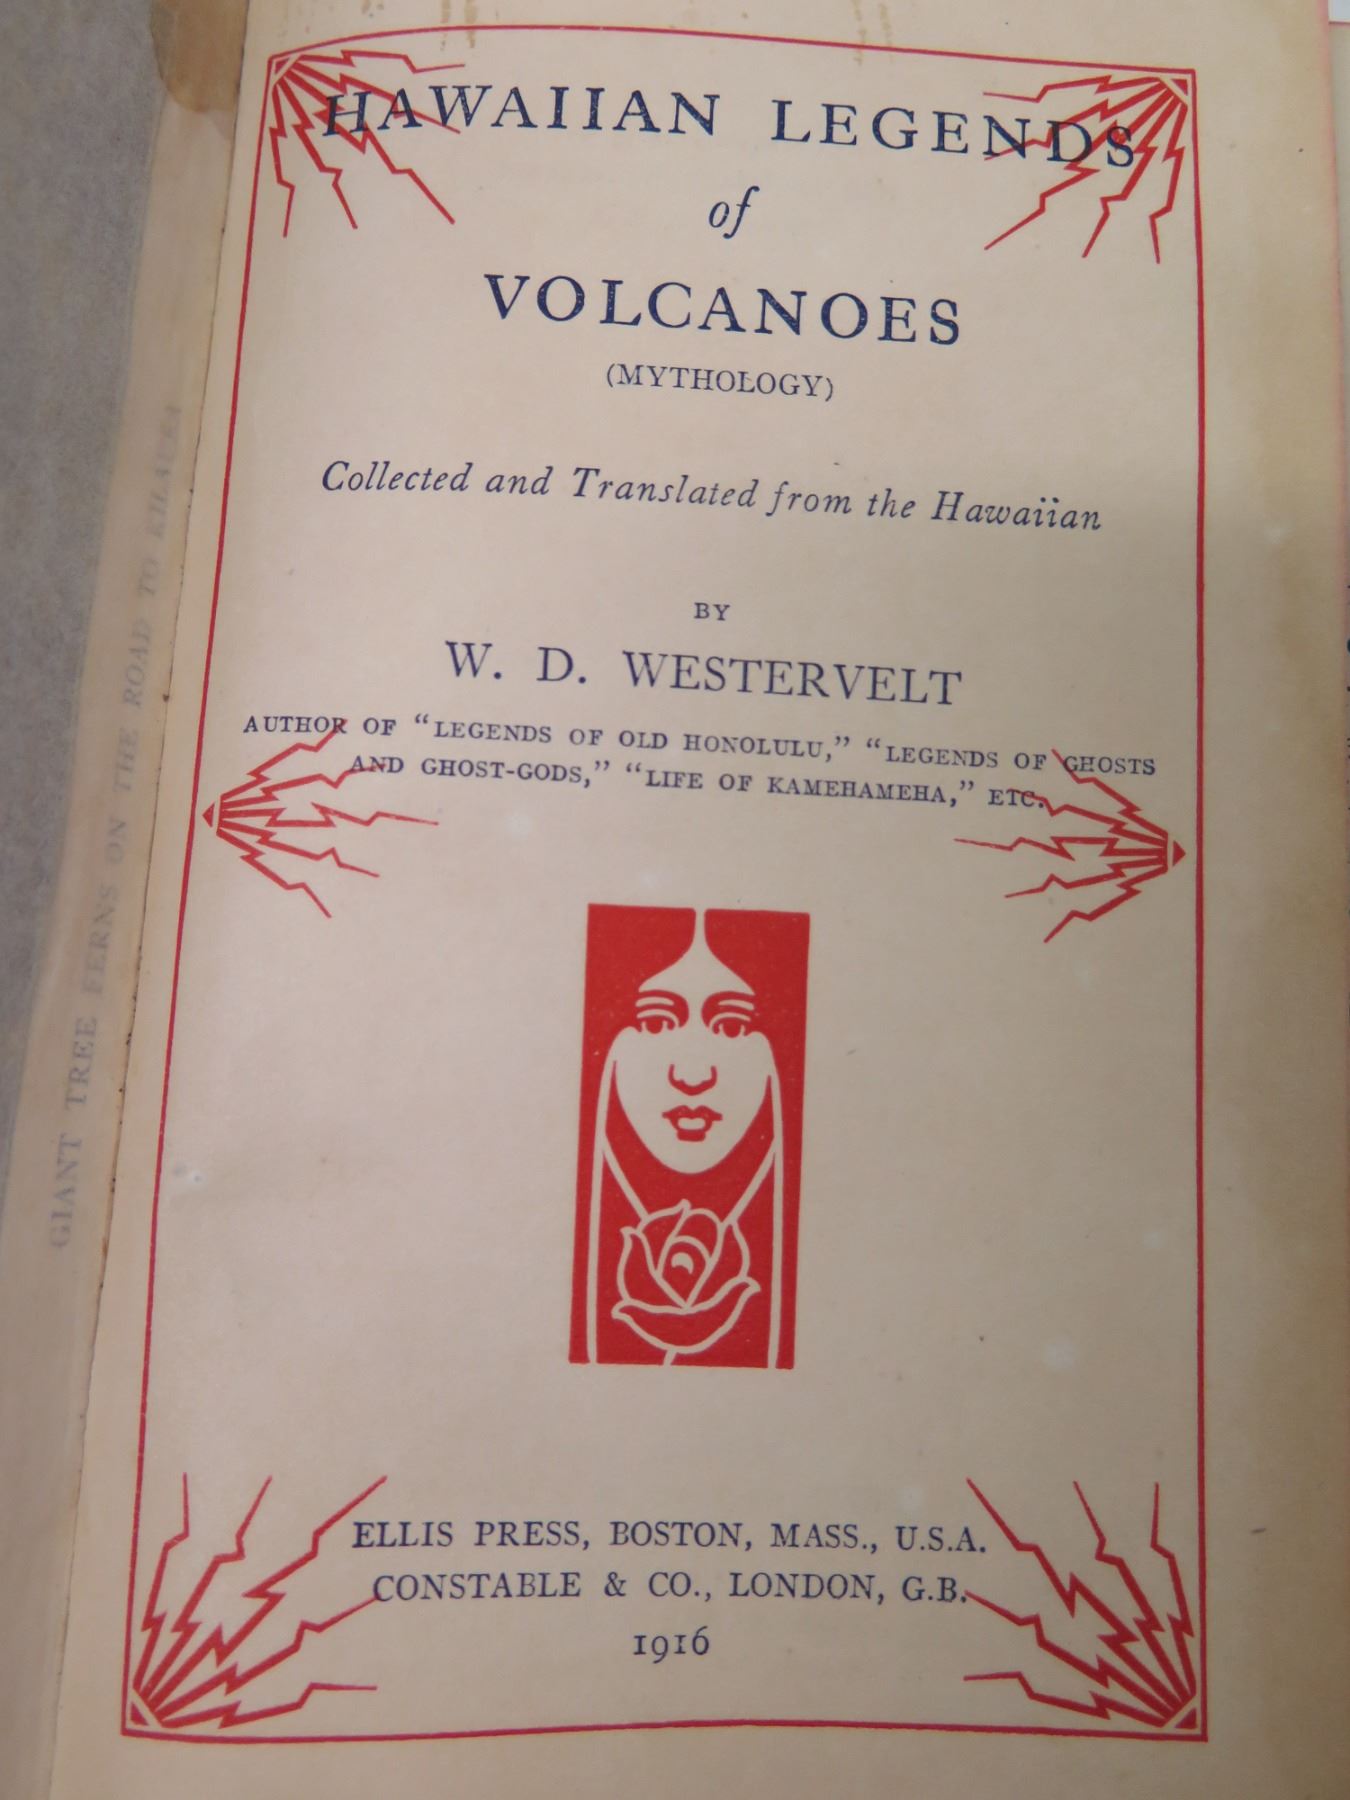 HAWAIIAN LEGENDS
of
VOLCANOES
(MYTHOLOGY)
Collected and Translated from the Hawaiian
BY
W. D. WESTERVELT
AUTHOR OF “LEGENDS OF OLD HONOLULU,” “LEGENDS OF GHOSTS
AND GHOST-GODS,” “LIFE OF KAMEHAMEHA,” ETC.
ELLIS PRESS, BOSTON, MASS., U.S.A.
CONSTABLE & CO., LONDON, G.B.
1916
GIANT TREE FERNS ON THE ROAD TO KILAUEA